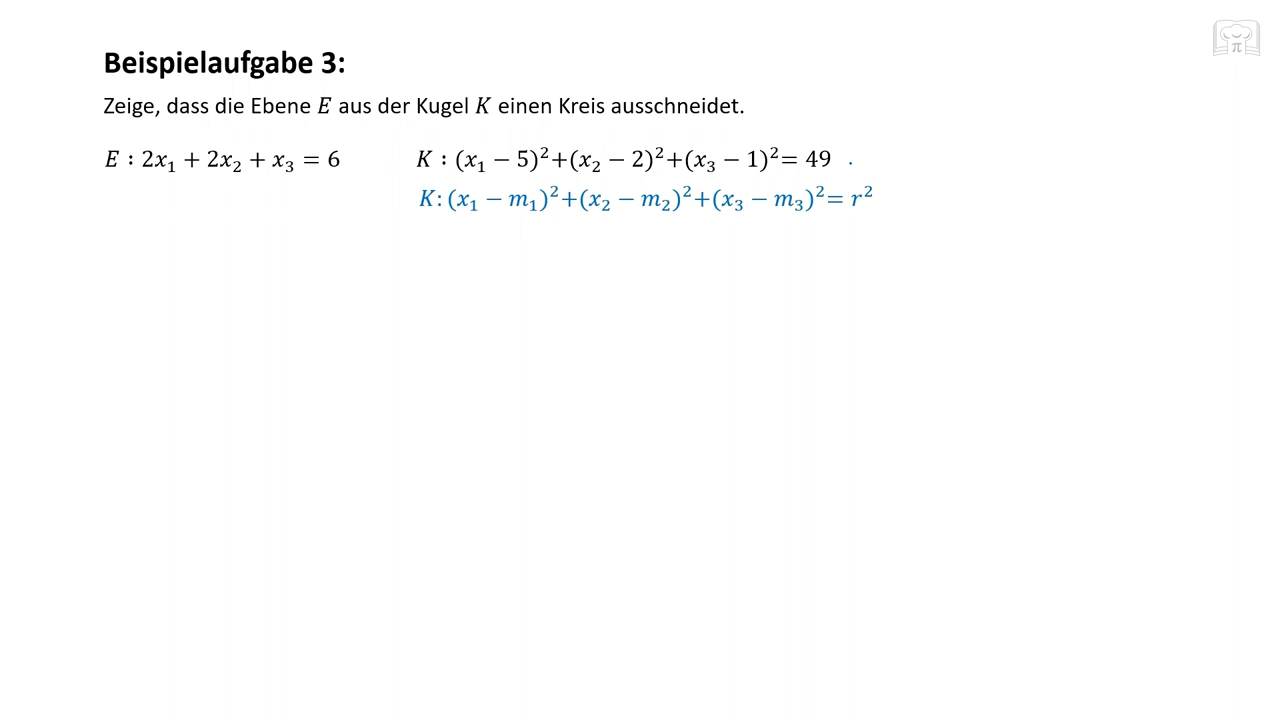 Beispielaufgabe 3:
Zeige, dass die Ebene E aus der Kugel K einen Kreis ausschneidet.
E : 2x₁ + 2x₂ + x₃ = 6 K : (x₁ − 5)²+(x₂ − 2)²+(x₃ − 1)²= 49 .
K: (x₁ − m₁)²+(x₂ − m₂)²+(x₃ − m₃)²= r²
π